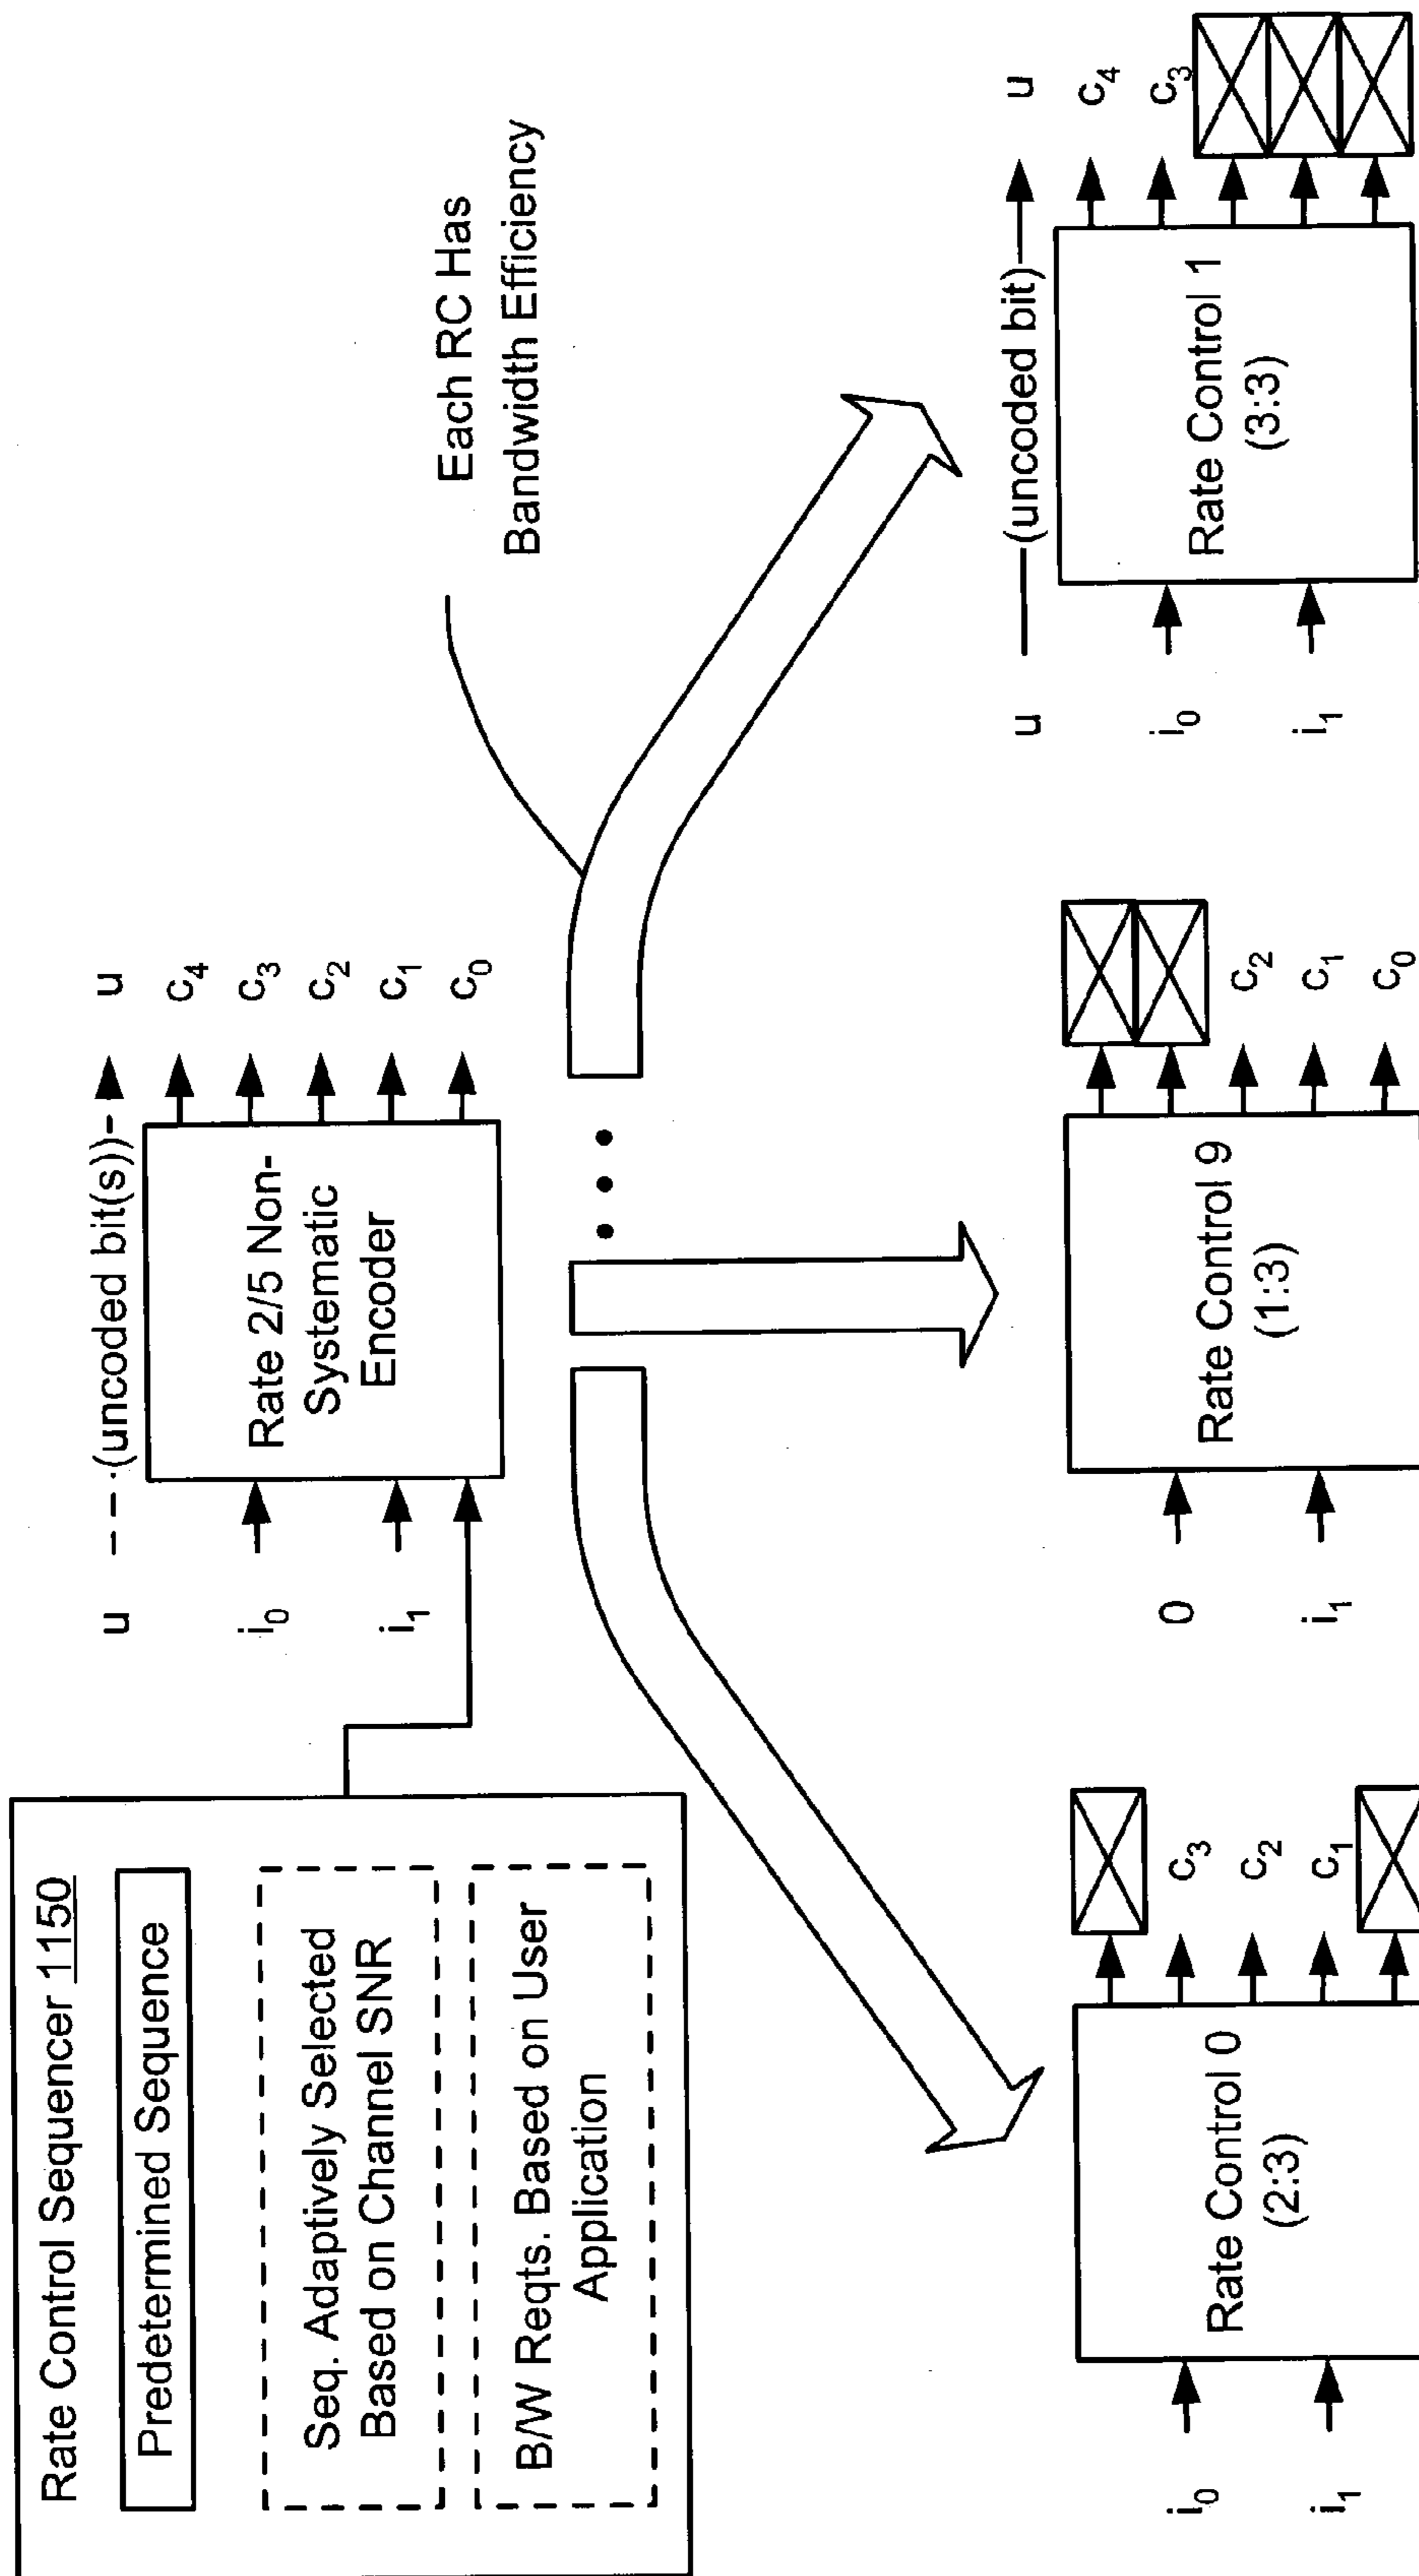 Rate Control Sequencer 1150
Predetermined Sequence
Seq. Adaptively Selected
Based on Channel SNR
B/W Reqts. Based on User
Application
u (uncoded bit(s)) u
i0
i1
Rate 2/5 Non-
Systematic
Encoder
c4
c3
c2
c1
c0
Each RC Has
Bandwidth Efficiency
i0
i1
Rate Control 0
(2:3)
c3
c2
c1
0
i1
Rate Control 9
(1:3)
c2
c1
c0
u (uncoded bit) u
i0
i1
Rate Control 1
(3:3)
c4
c3